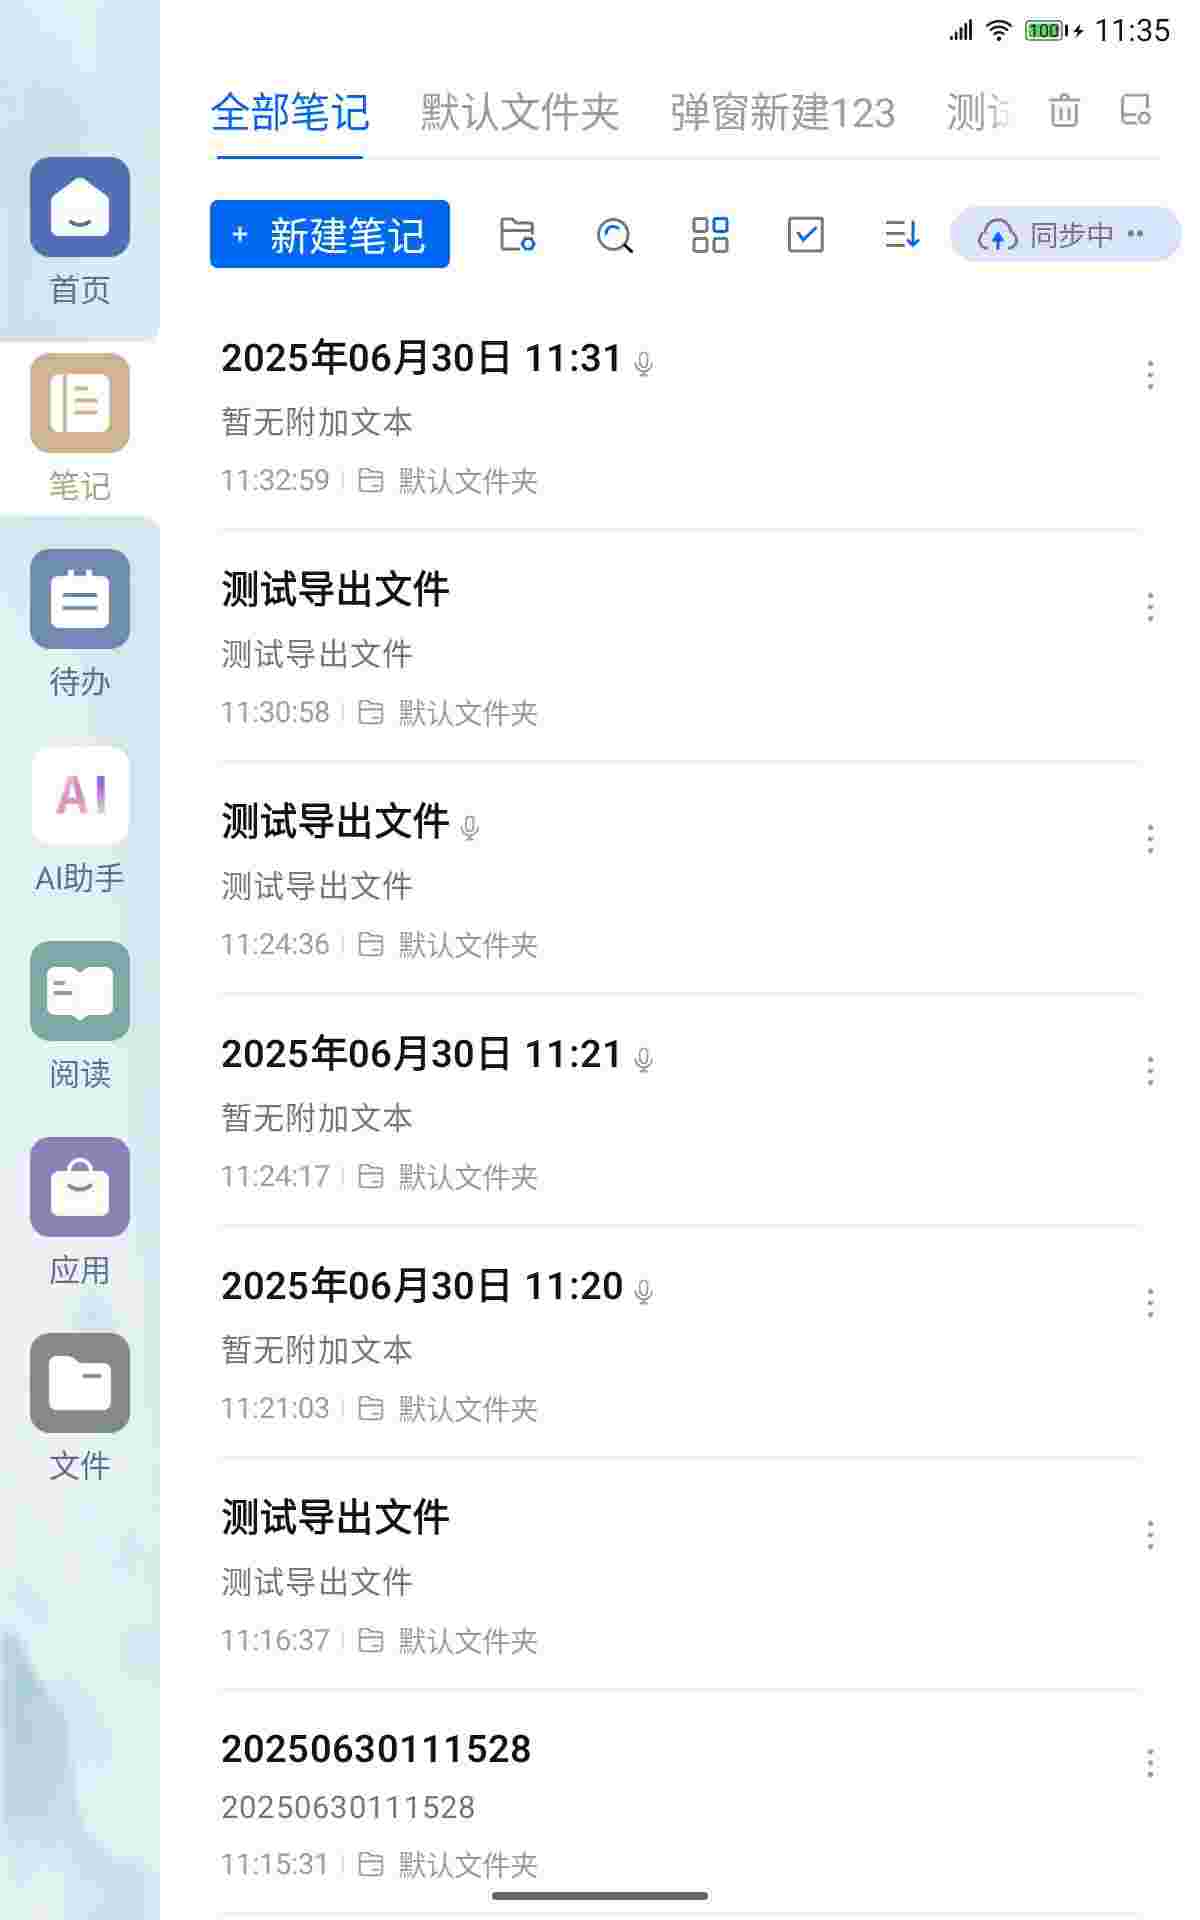 100 11:35
全部笔记 默认文件夹 弹窗新建123 测试
+ 新建笔记 同步中
首页
笔记
待办
AI
AI助手
阅读
应用
文件
2025年06月30日 11:31
暂无附加文本
11:32:59 默认文件夹
测试导出文件
测试导出文件
11:30:58 默认文件夹
测试导出文件
测试导出文件
11:24:36 默认文件夹
2025年06月30日 11:21
暂无附加文本
11:24:17 默认文件夹
2025年06月30日 11:20
暂无附加文本
11:21:03 默认文件夹
测试导出文件
测试导出文件
11:16:37 默认文件夹
20250630111528
20250630111528
11:15:31 默认文件夹